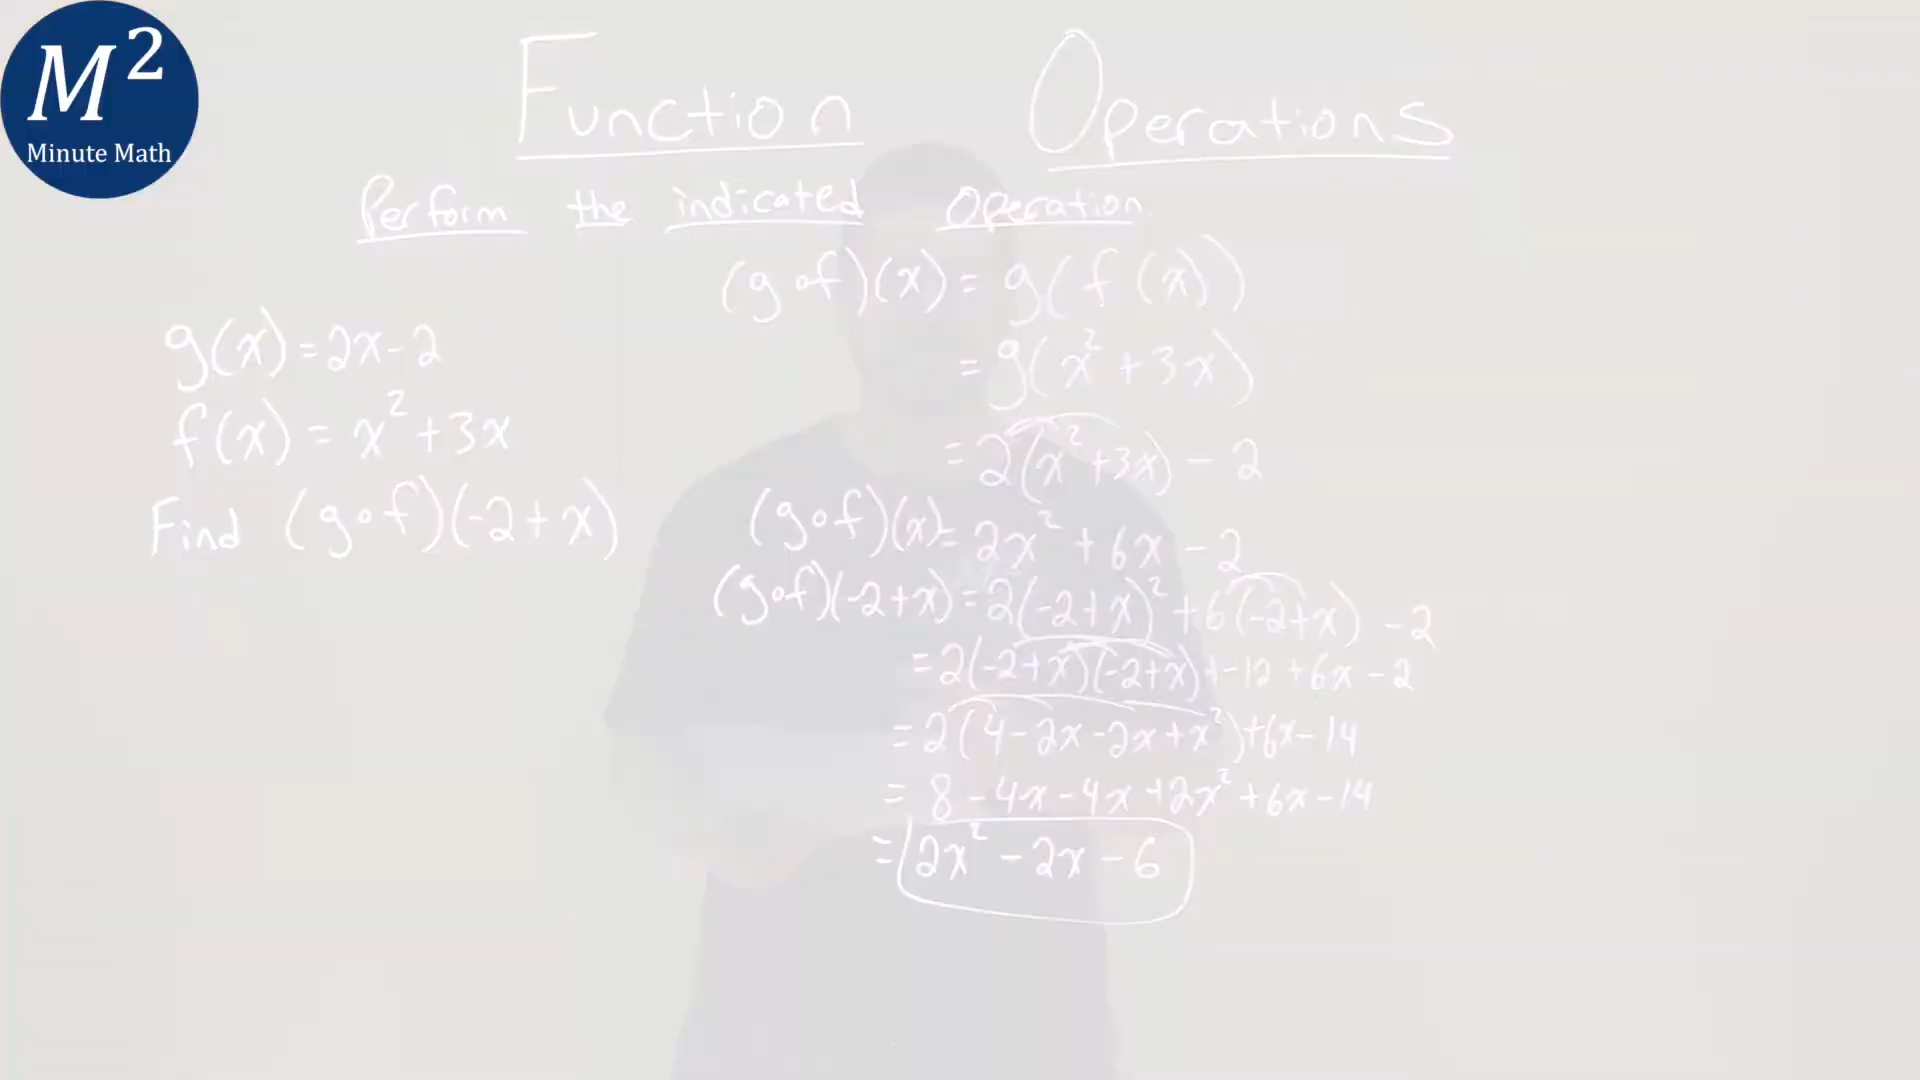 M²
Minute Math
Function Operations
Perform the indicated Operation.
g(x)=2x-2
f(x)=x²+3x
Find (g∘f)(-2+x)
(g∘f)(x)=g(f(x))
=g(x²+3x)
=2(x²+3x)-2
(g∘f)(x)=2x²+6x-2
(g∘f)(-2+x)=2(-2+x)²+6(-2+x)-2
=2(-2+x)(-2+x)+-12+6x-2
=2(4-2x-2x+x²)+6x-14
=8-4x-4x+2x²+6x-14
=2x²-2x-6